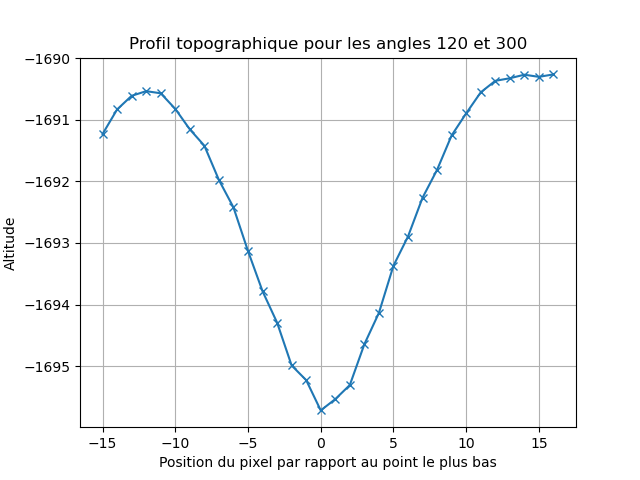 Profil topographique pour les angles 120 et 300
−1690
−1691
−1692
−1693
−1694
−1695
Altitude
−15 −10 −5 0 5 10 15
Position du pixel par rapport au point le plus bas